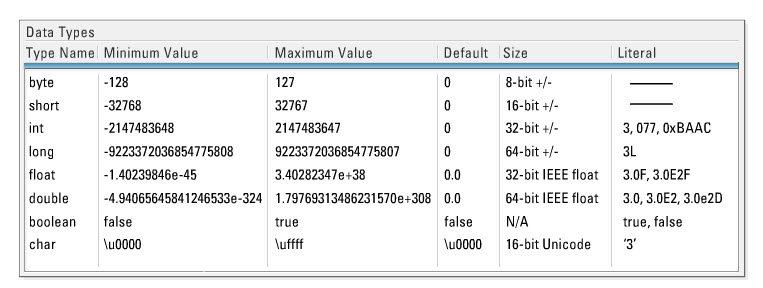 Data Types
Type Name Minimum Value Maximum Value Default Size Literal
byte -128 127 0 8-bit +/-
short -32768 32767 0 16-bit +/-
int -2147483648 2147483647 0 32-bit +/- 3, 077, 0xBAAC
long -9223372036854775808 9223372036854775807 0 64-bit +/- 3L
float -1.40239846e-45 3.40282347e+38 0.0 32-bit IEEE float 3.0F, 3.0E2F
double -4.94065645841246533e-324 1.79769313486231570e+308 0.0 64-bit IEEE float 3.0, 3.0E2, 3.0e2D
boolean false true false N/A true, false
char \u0000 \uffff \u0000 16-bit Unicode ‘3’